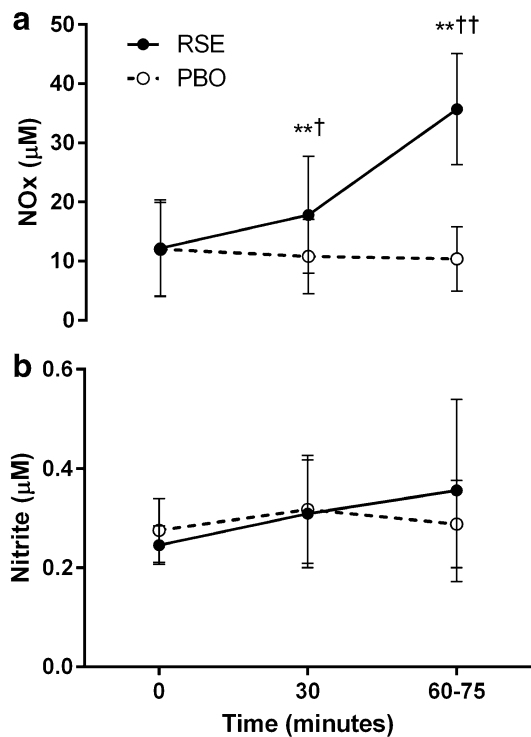 a
50
**††
RSE
PBO
40
**†
30
20
10
0
NOx (μM)
b
0.6
0.4
0.2
0.0
Nitrite (μM)
0 30 60-75
Time (minutes)